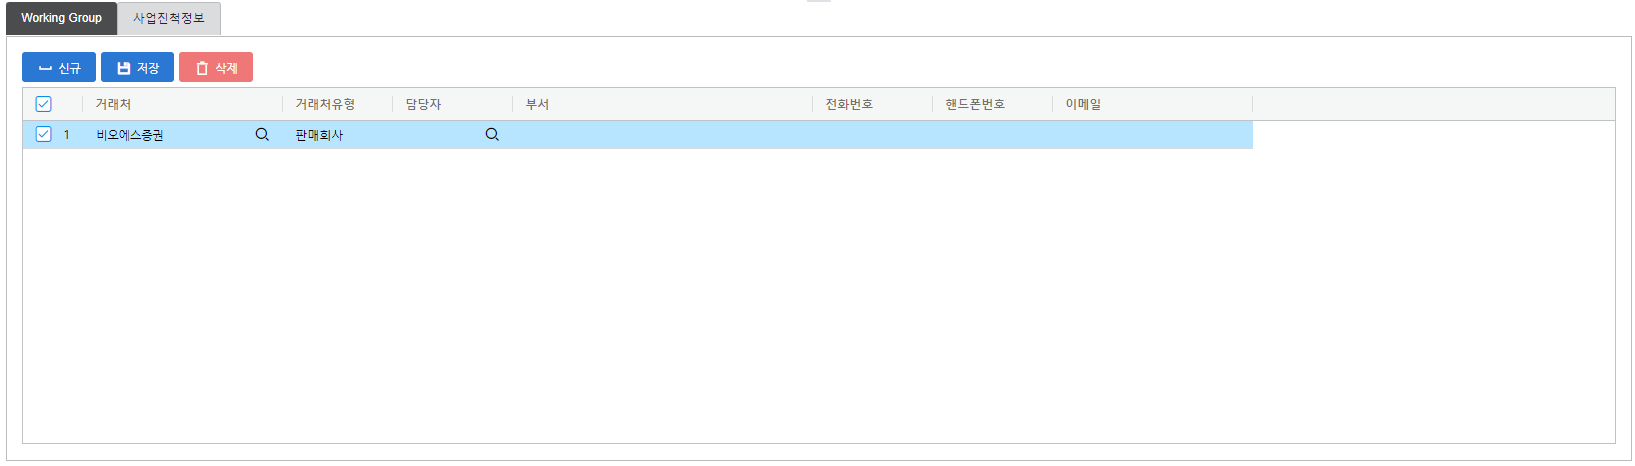 Working Group 사업진척정보
신규 저장 삭제
거래처 거래처유형 담당자 부서 전화번호 핸드폰번호 이메일
1 비오에스증권 판매회사